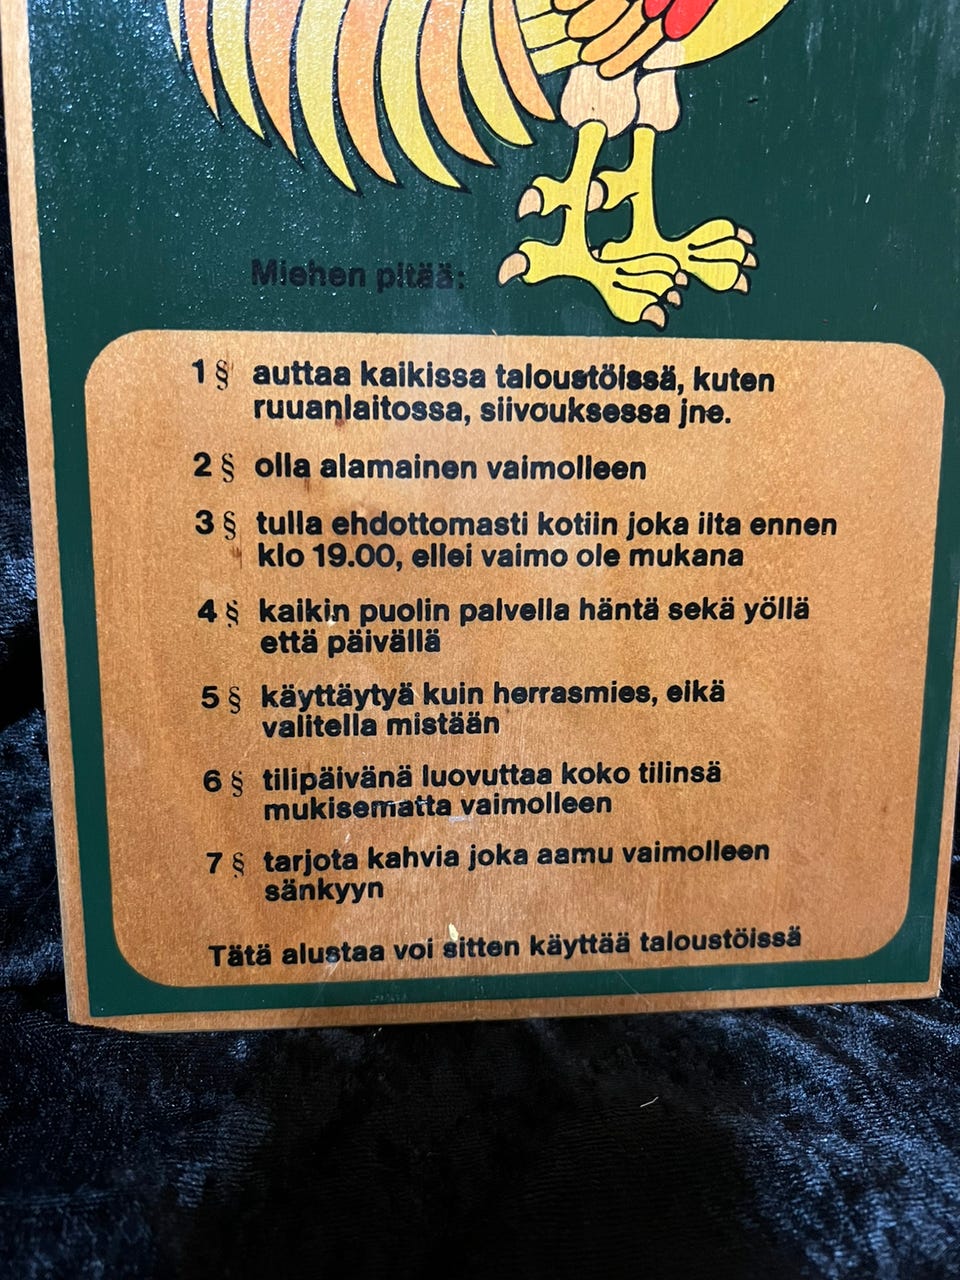 Miehen pitää:
1 § auttaa kaikissa taloustöissä, kuten
ruuanlaitossa, siivouksessa jne.
2 § olla alamainen vaimolleen
3 § tulla ehdottomasti kotiin joka ilta ennen
klo 19.00, ellei vaimo ole mukana
4 § kaikin puolin palvella häntä sekä yöllä
että päivällä
5 § käyttäytyä kuin herrasmies, eikä
valitella mistään
6 § tilipäivänä luovuttaa koko tilinsä
mukisematta vaimolleen
7 § tarjota kahvia joka aamu vaimolleen
sänkyyn
Tätä alustaa voi sitten käyttää taloustöissä